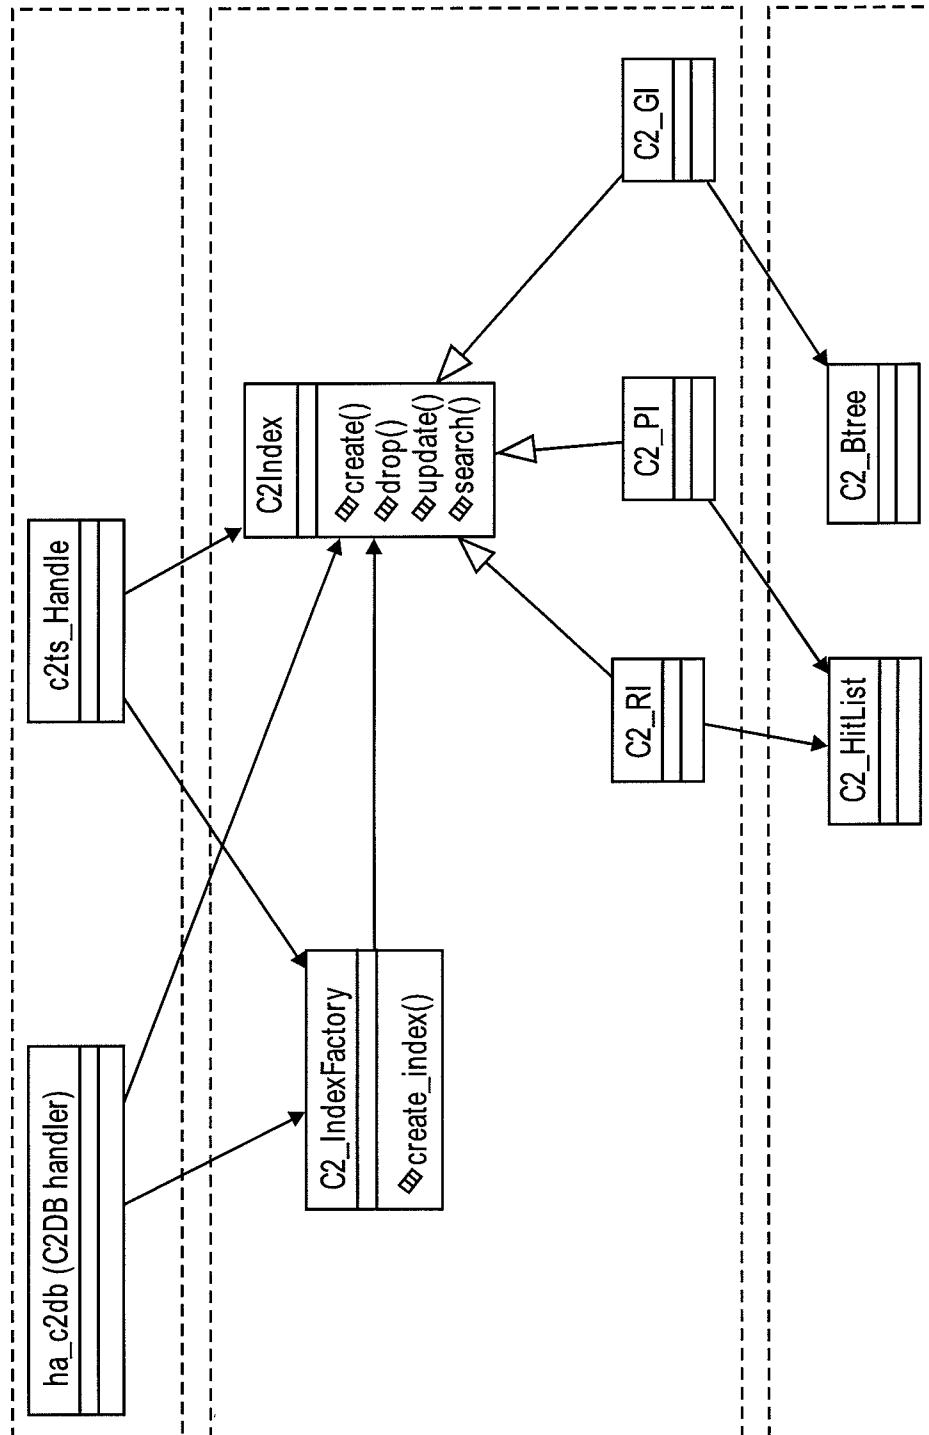 ha_c2db (C2DB handler)
c2ts_Handle
C2_IndexFactory
create_index()
C2Index
create()
drop()
update()
search()
C2_RI
C2_PI
C2_GI
C2_HitList
C2_Btree